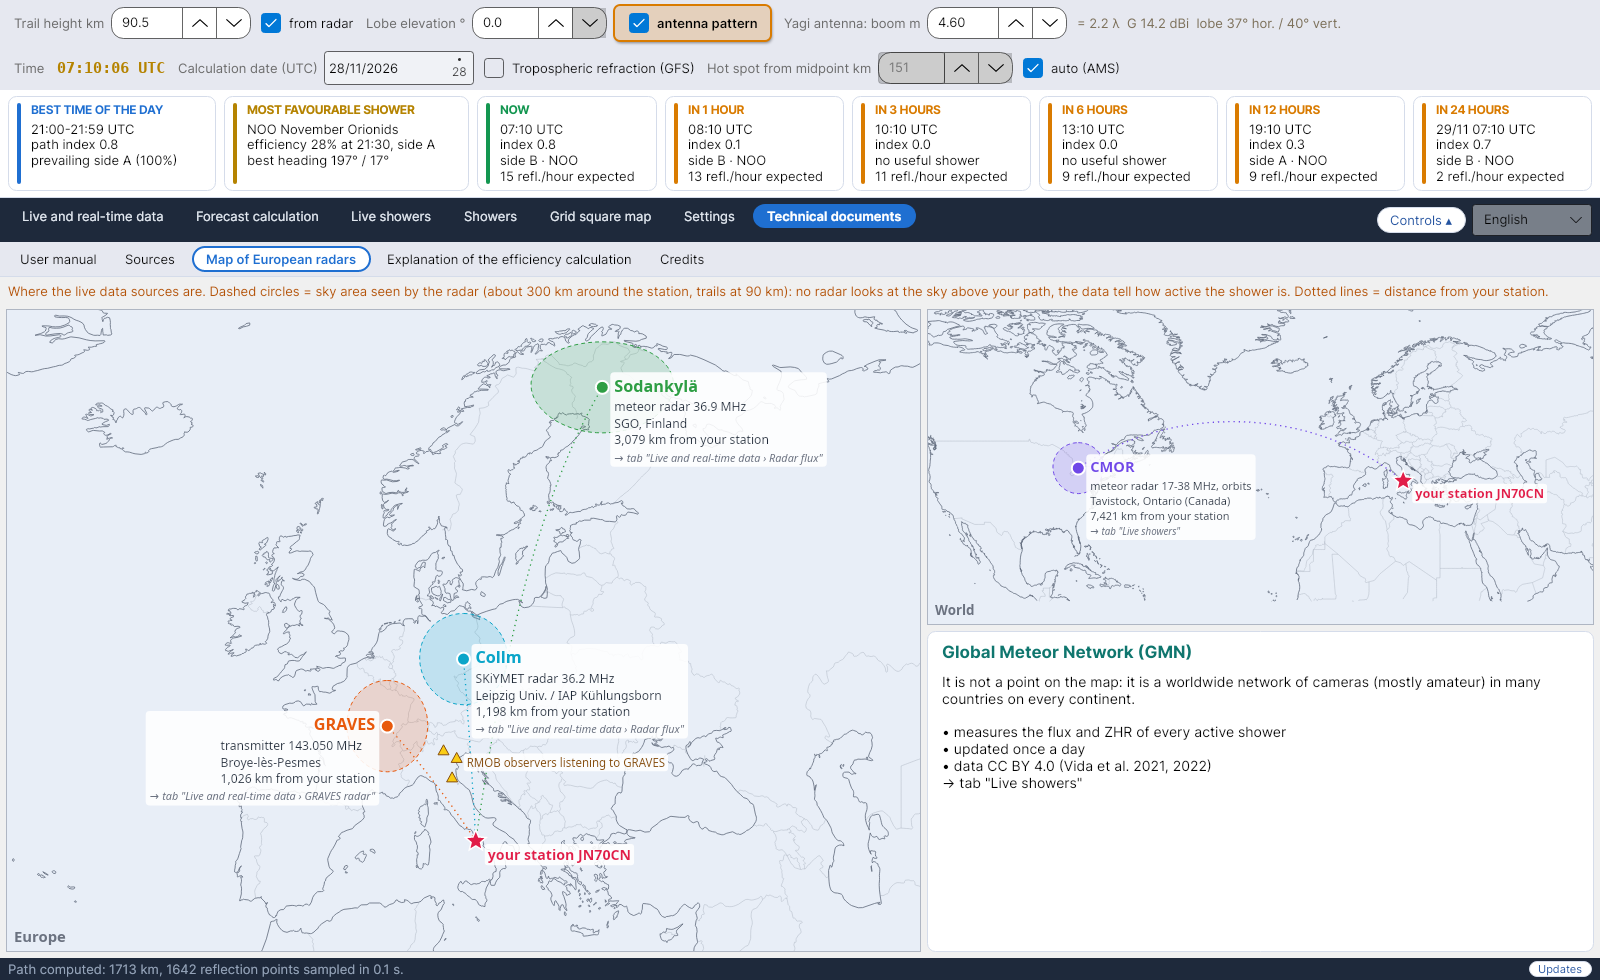 Trail height km 90.5 from radar Lobe elevation ° 0.0 antenna pattern Yagi antenna: boom m 4.60 = 2.2 λ G 14.2 dBi lobe 37° hor. / 40° vert.
Time 07:10:06 UTC Calculation date (UTC) 28/11/2026 28 Tropospheric refraction (GFS) Hot spot from midpoint km 151 auto (AMS)
BEST TIME OF THE DAY
21:00-21:59 UTC
path index 0.8
prevailing side A (100%)
MOST FAVOURABLE SHOWER
NOO November Orionids
efficiency 28% at 21:30, side A
best heading 197° / 17°
NOW
07:10 UTC
index 0.8
side B · NOO
15 refl./hour expected
IN 1 HOUR
08:10 UTC
index 0.1
side B · NOO
13 refl./hour expected
IN 3 HOURS
10:10 UTC
index 0.0
no useful shower
11 refl./hour expected
IN 6 HOURS
13:10 UTC
index 0.0
no useful shower
9 refl./hour expected
IN 12 HOURS
19:10 UTC
index 0.3
side A · NOO
9 refl./hour expected
IN 24 HOURS
29/11 07:10 UTC
index 0.7
side B · NOO
2 refl./hour expected
Live and real-time data Forecast calculation Live showers Showers Grid square map Settings Technical documents Controls ▴ English
User manual Sources Map of European radars Explanation of the efficiency calculation Credits
Where the live data sources are. Dashed circles = sky area seen by the radar (about 300 km around the station, trails at 90 km): no radar looks at the sky above your path, the data tell how active the shower is. Dotted lines = distance from your station.
Sodankylä
meteor radar 36.9 MHz
SGO, Finland
3,079 km from your station
→ tab "Live and real-time data › Radar flux"
Collm
SKiYMET radar 36.2 MHz
Leipzig Univ. / IAP Kühlungsborn
1,198 km from your station
→ tab "Live and real-time data › Radar flux"
GRAVES
transmitter 143.050 MHz
Broye-lès-Pesmes
1,026 km from your station
→ tab "Live and real-time data › GRAVES radar"
RMOB observers listening to GRAVES
your station JN70CN
Europe
CMOR
meteor radar 17-38 MHz, orbits
Tavistock, Ontario (Canada)
7,421 km from your station
→ tab "Live showers"
your station JN70CN
World
Global Meteor Network (GMN)
It is not a point on the map: it is a worldwide network of cameras (mostly amateur) in many
countries on every continent.
• measures the flux and ZHR of every active shower
• updated once a day
• data CC BY 4.0 (Vida et al. 2021, 2022)
→ tab "Live showers"
Path computed: 1713 km, 1642 reflection points sampled in 0.1 s.
Updates